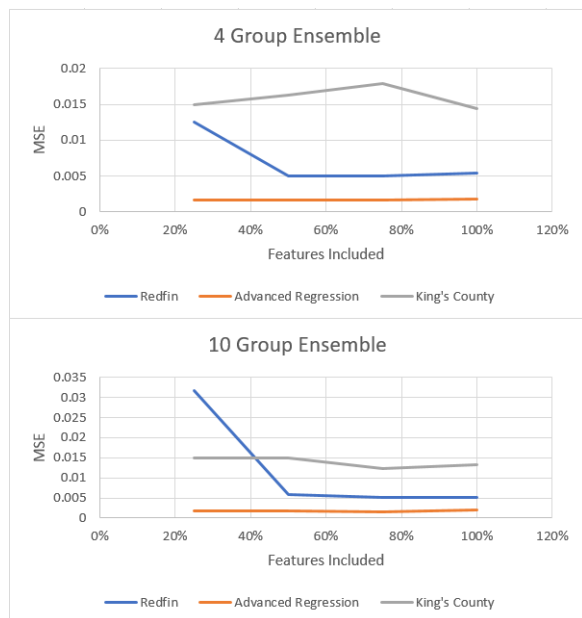 4 Group Ensemble
0.02
0.015
0.01
0.005
0
MSE
0% 20% 40% 60% 80% 100% 120%
Features Included
Redfin Advanced Regression King's County
10 Group Ensemble
0.035
0.03
0.025
0.02
0.015
0.01
0.005
0
MSE
0% 20% 40% 60% 80% 100% 120%
Features Included
Redfin Advanced Regression King's County